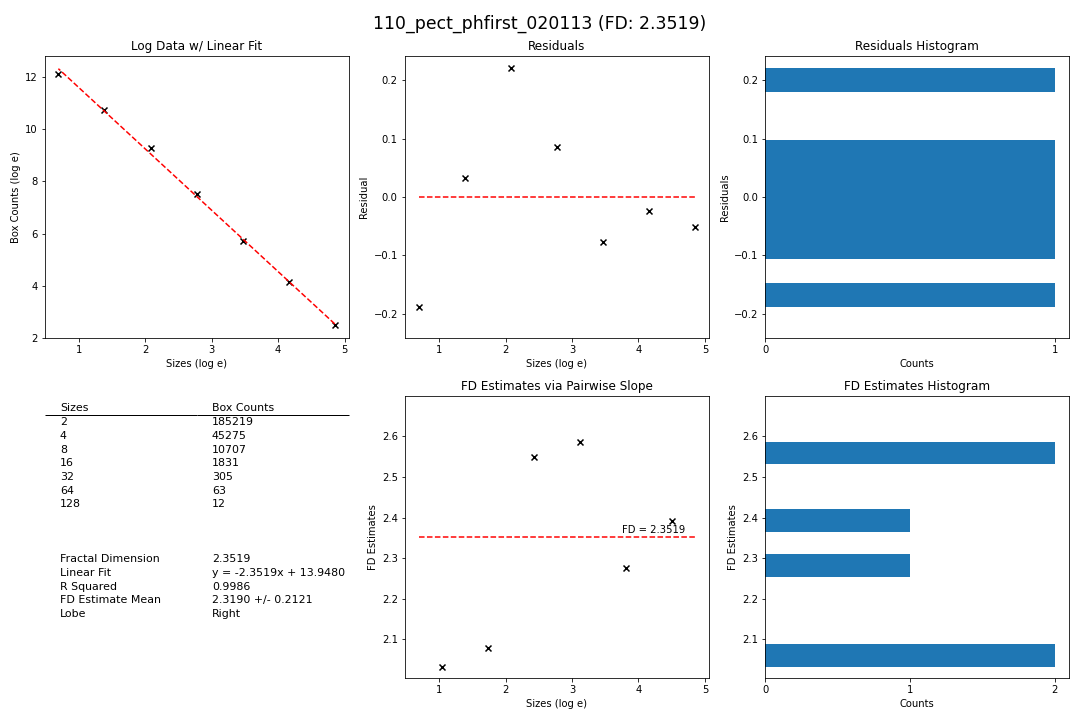 110_pect_phfirst_020113 (FD: 2.3519)
Log Data w/ Linear Fit
12
10
8
6
4
2
Box Counts (log e)
1 2 3 4 5
Sizes (log e)
Residuals
0.2
0.1
0.0
−0.1
−0.2
Residual
1 2 3 4 5
Sizes (log e)
Residuals Histogram
0.2
0.1
0.0
−0.1
−0.2
Residuals
0 1
Counts
Sizes Box Counts
2 185219
4 45275
8 10707
16 1831
32 305
64 63
128 12
Fractal Dimension 2.3519
Linear Fit y = -2.3519x + 13.9480
R Squared 0.9986
FD Estimate Mean 2.3190 +/- 0.2121
Lobe Right
FD Estimates via Pairwise Slope
2.6
2.5
2.4
2.3
2.2
2.1
FD Estimates
FD = 2.3519
1 2 3 4 5
Sizes (log e)
FD Estimates Histogram
2.6
2.5
2.4
2.3
2.2
2.1
FD Estimates
0 1 2
Counts